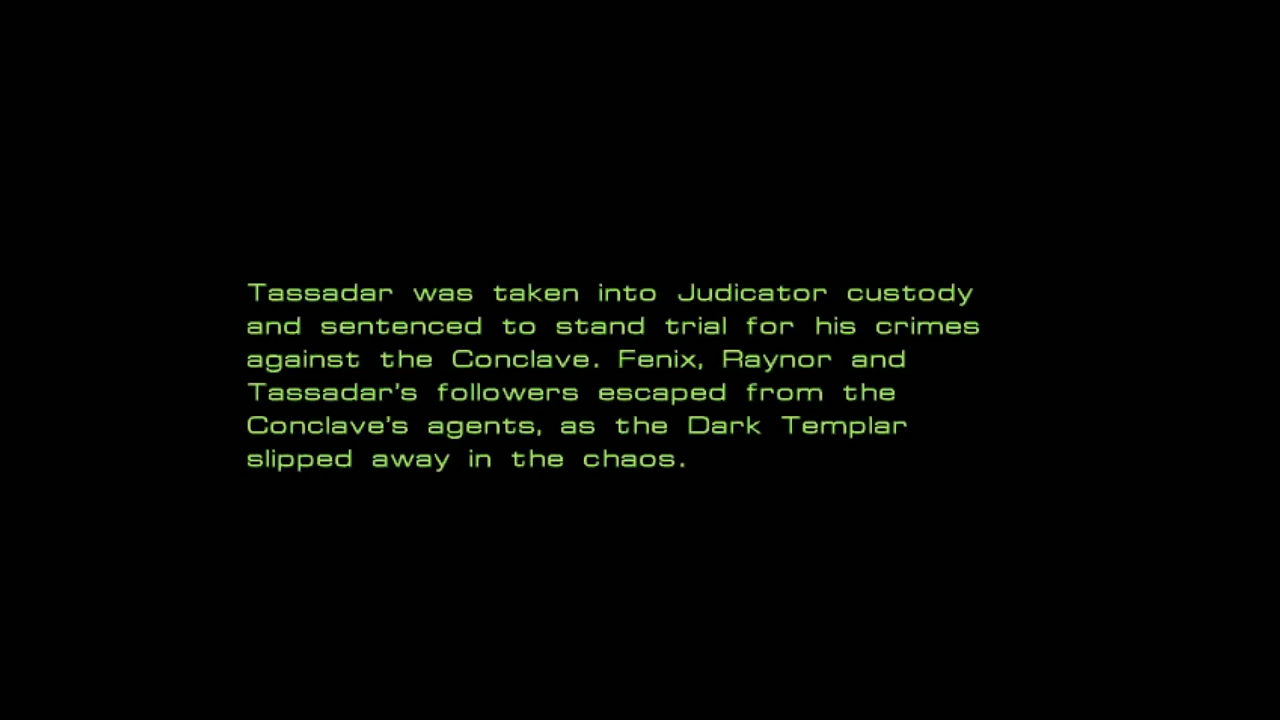 Tassadar was taken into Judicator custody
and sentenced to stand trial for his crimes
against the Conclave. Fenix, Raynor and
Tassadar's followers escaped from the
Conclave's agents, as the Dark Templar
slipped away in the chaos.